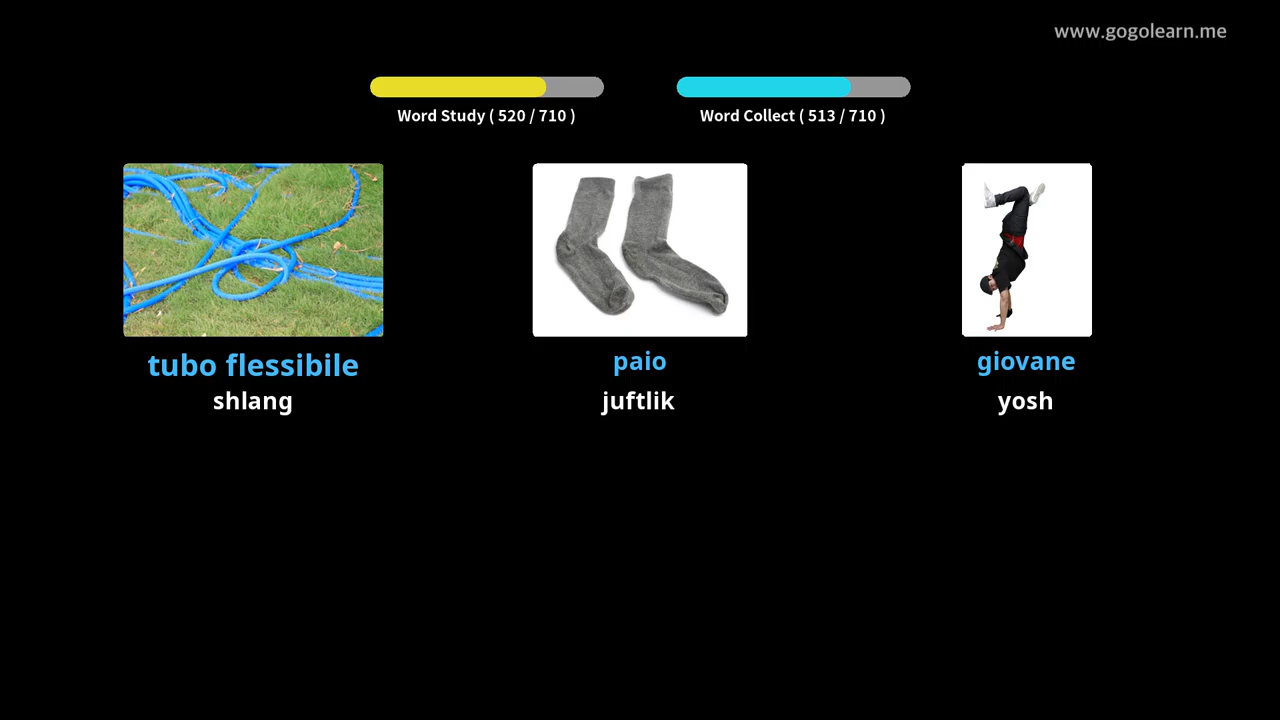 www.gogolearn.me
Word Study ( 520 / 710 )
Word Collect ( 513 / 710 )
tubo flessibile
shlang
paio
juftlik
giovane
yosh